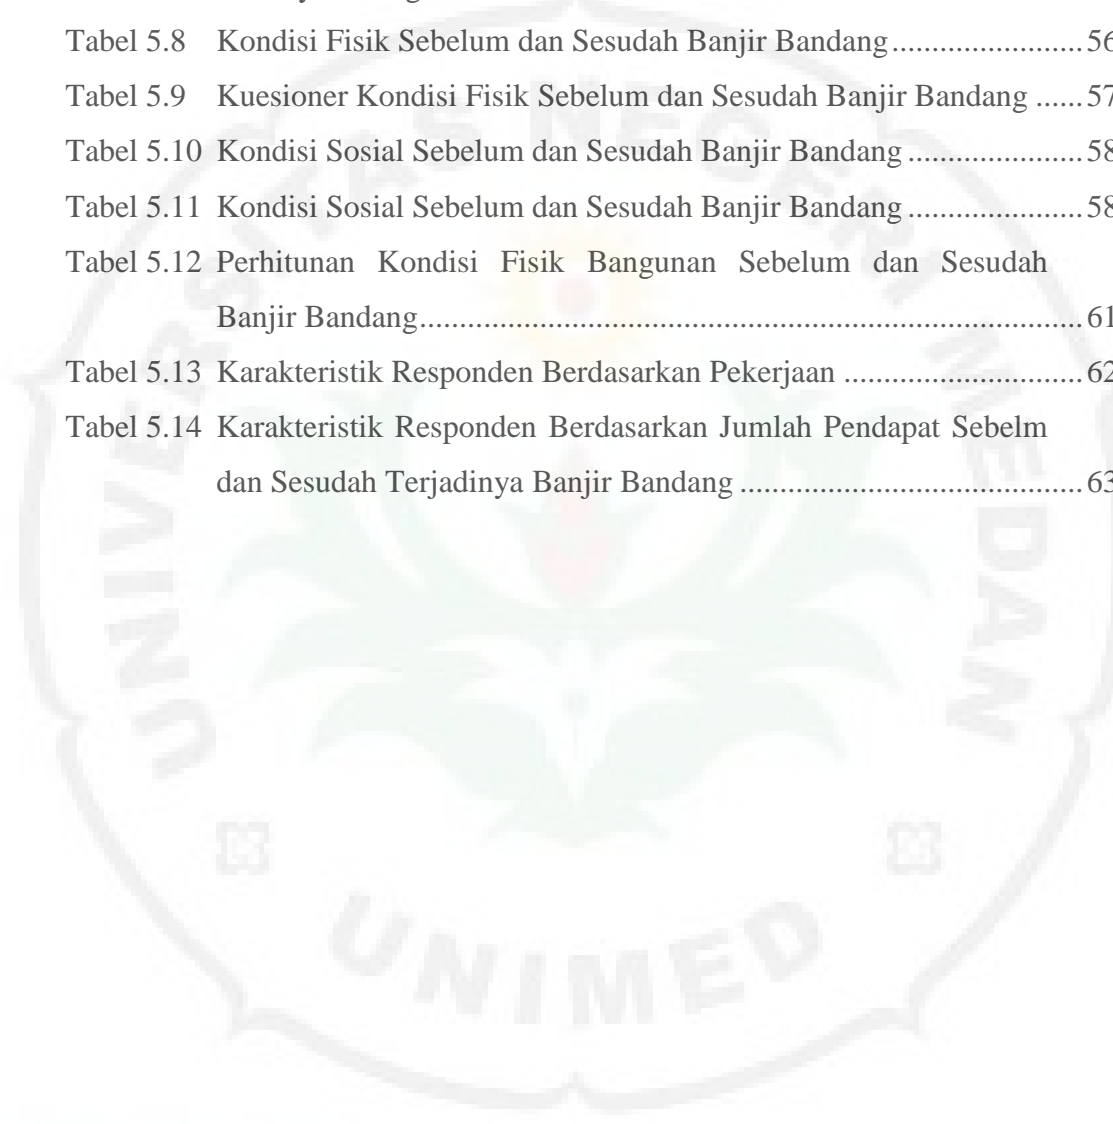 Tabel 5.8 Kondisi Fisik Sebelum dan Sesudah Banjir Bandang........................56
Tabel 5.9 Kuesioner Kondisi Fisik Sebelum dan Sesudah Banjir Bandang ......57
Tabel 5.10 Kondisi Sosial Sebelum dan Sesudah Banjir Bandang ......................58
Tabel 5.11 Kondisi Sosial Sebelum dan Sesudah Banjir Bandang ......................58
Tabel 5.12 Perhitunan Kondisi Fisik Bangunan Sebelum dan Sesudah
Banjir Bandang...................................................................................61
Tabel 5.13 Karakteristik Responden Berdasarkan Pekerjaan ..............................62
Tabel 5.14 Karakteristik Responden Berdasarkan Jumlah Pendapat Sebelm
dan Sesudah Terjadinya Banjir Bandang ...........................................63
UNIVERSITAS NEGERI MEDAN
UNIMED